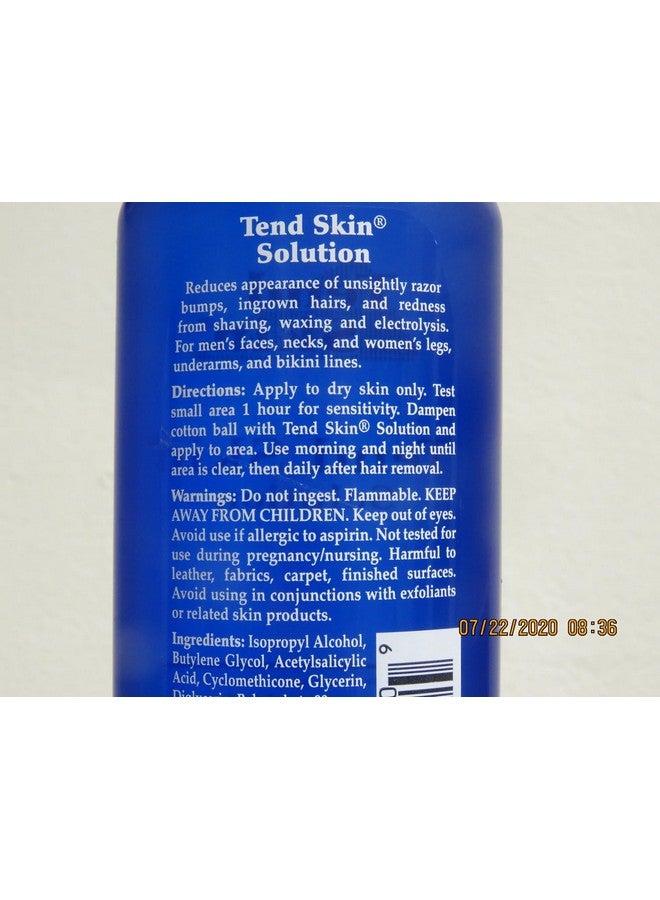 Tend Skin®
Solution
Reduces appearance of unsightly razor
bumps, ingrown hairs, and redness
from shaving, waxing and electrolysis.
For men's faces, necks, and women's legs,
underarms, and bikini lines.
Directions: Apply to dry skin only. Test
small area 1 hour for sensitivity. Dampen
cotton ball with Tend Skin® Solution and
apply to area. Use morning and night until
area is clear, then daily after hair removal.
Warnings: Do not ingest. Flammable. KEEP
AWAY FROM CHILDREN. Keep out of eyes.
Avoid use if allergic to aspirin. Not tested for
use during pregnancy/nursing. Harmful to
leather, fabrics, carpet, finished surfaces.
Avoid using in conjunctions with exfoliants
or related skin products.
07/22/2020 08:36
Ingredients: Isopropyl Alcohol,
Butylene Glycol, Acetylsalicylic
Acid, Cyclomethicone, Glycerin,
9
0